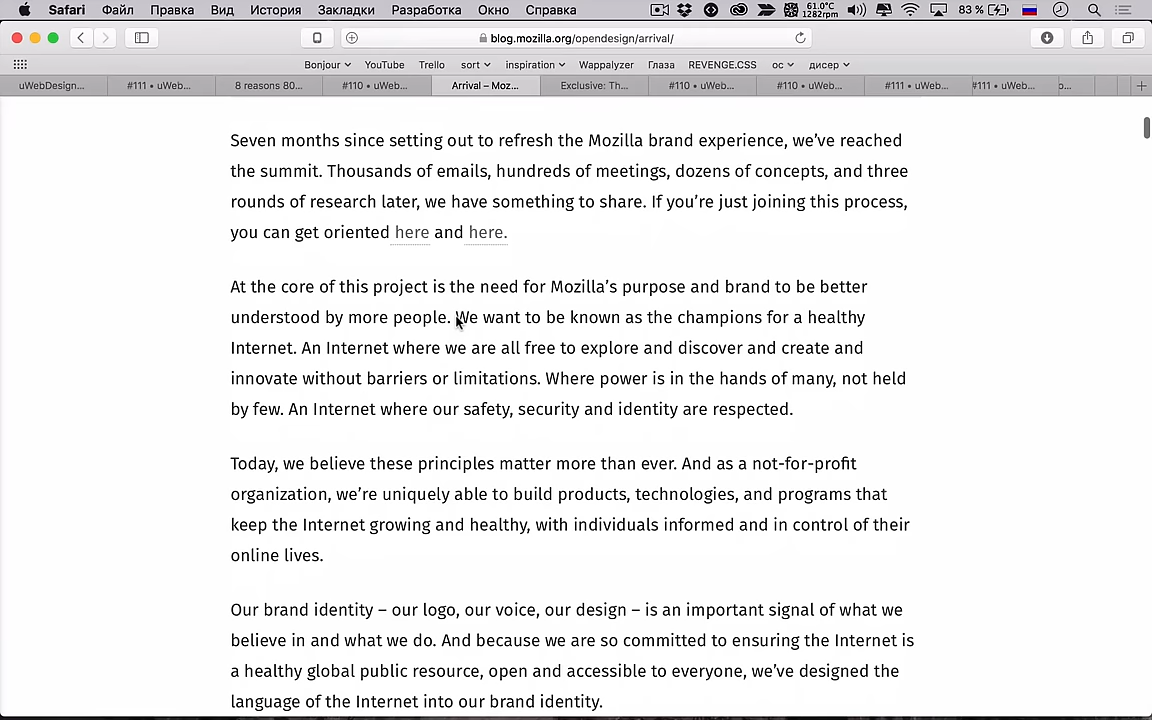 Safari Файл Правка Вид История Закладки Разработка Окно Справка 61.0°C 1282rpm 83 %
blog.mozilla.org/opendesign/arrival/
Bonjour YouTube Trello sort inspiration Wappalyzer Глаза REVENGE.CSS ос дисер
uWebDesign... #111 • uWeb... 8 reasons 80... #110 • uWeb... Arrival – Moz... Exclusive: Th... #110 • uWeb... #110 • uWeb... #111 • uWeb... #111 • uWeb...
Seven months since setting out to refresh the Mozilla brand experience, we’ve reached
the summit. Thousands of emails, hundreds of meetings, dozens of concepts, and three
rounds of research later, we have something to share. If you’re just joining this process,
you can get oriented here and here.
At the core of this project is the need for Mozilla’s purpose and brand to be better
understood by more people. We want to be known as the champions for a healthy
Internet. An Internet where we are all free to explore and discover and create and
innovate without barriers or limitations. Where power is in the hands of many, not held
by few. An Internet where our safety, security and identity are respected.
Today, we believe these principles matter more than ever. And as a not-for-profit
organization, we’re uniquely able to build products, technologies, and programs that
keep the Internet growing and healthy, with individuals informed and in control of their
online lives.
Our brand identity – our logo, our voice, our design – is an important signal of what we
believe in and what we do. And because we are so committed to ensuring the Internet is
a healthy global public resource, open and accessible to everyone, we’ve designed the
language of the Internet into our brand identity.